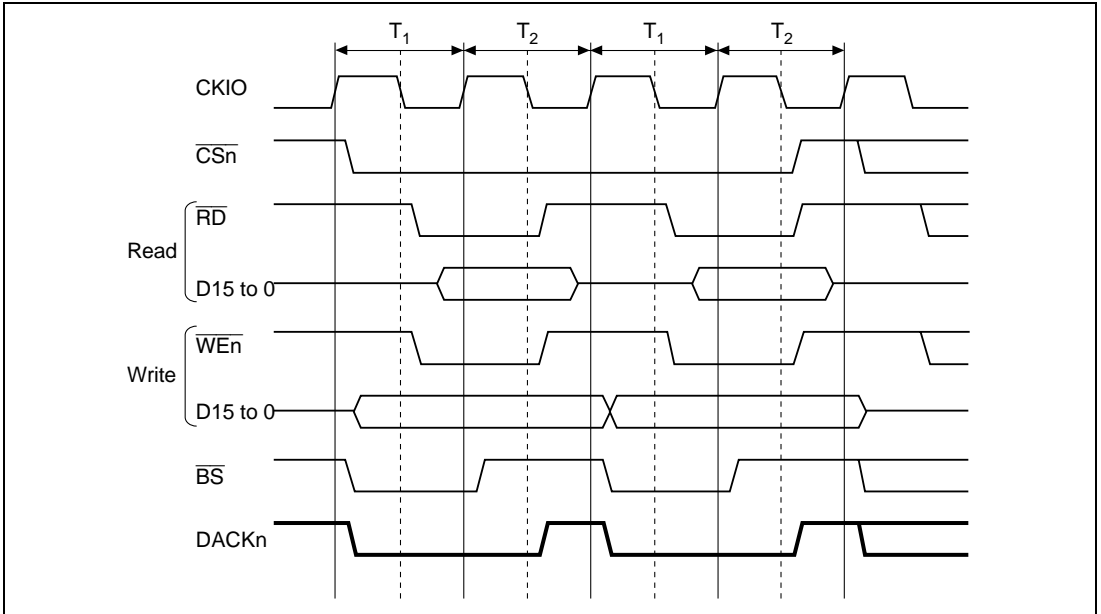 T1 T2 T1 T2
CKIO
CSn
RD
Read
D15 to 0
WEn
Write
D15 to 0
BS
DACKn